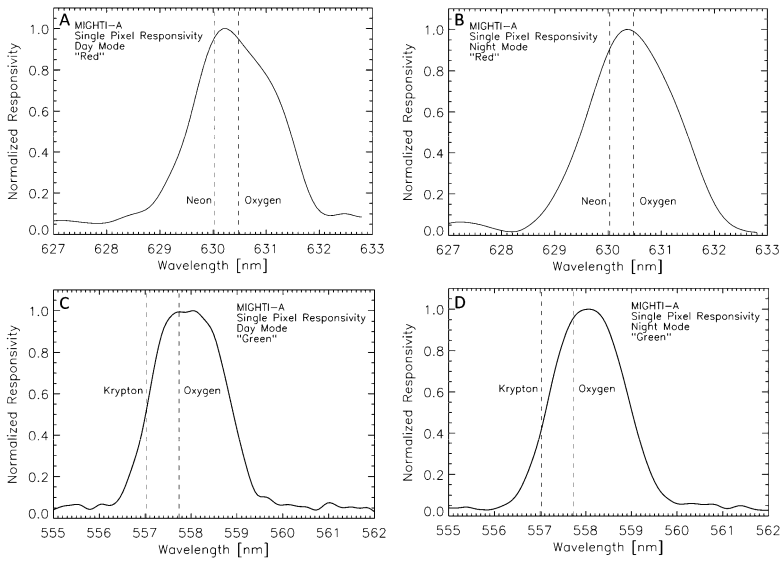 A
MIGHTI-A
Single Pixel Responsivity
Day Mode
"Red"
Normalized Responsivity
1.0
0.8
0.6
0.4
0.2
0.0
Neon
Oxygen
627 628 629 630 631 632 633
Wavelength [nm]
B
MIGHTI-A
Single Pixel Responsivity
Night Mode
"Red"
Normalized Responsivity
1.0
0.8
0.6
0.4
0.2
0.0
Neon
Oxygen
627 628 629 630 631 632 633
Wavelength [nm]
C
MIGHTI-A
Single Pixel Responsivity
Day Mode
"Green"
Normalized Responsivity
1.0
0.8
0.6
0.4
0.2
0.0
Krypton
Oxygen
555 556 557 558 559 560 561 562
Wavelength [nm]
D
MIGHTI-A
Single Pixel Responsivity
Night Mode
"Green"
Normalized Responsivity
1.0
0.8
0.6
0.4
0.2
0.0
Krypton
Oxygen
555 556 557 558 559 560 561 562
Wavelength [nm]